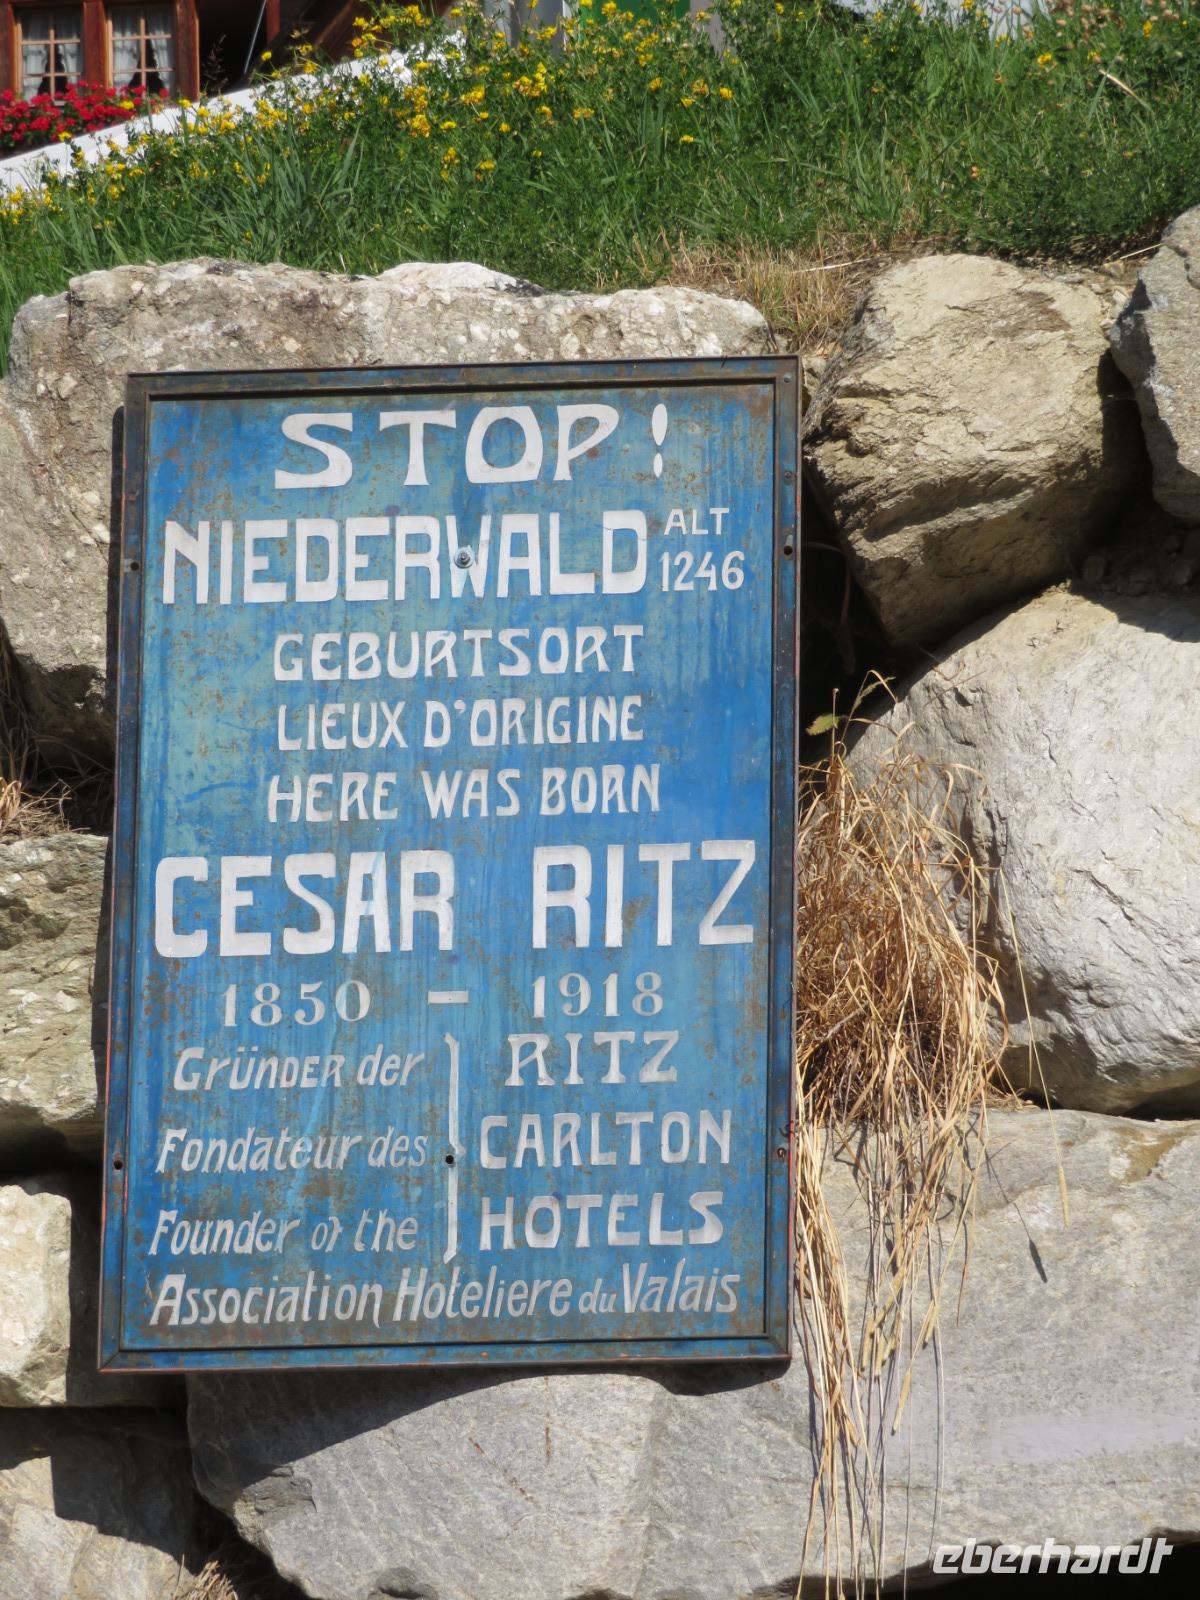 STOP!
NIEDERWALD ALT 1246
GEBURTSORT
LIEUX D'ORIGINE
HERE WAS BORN
CESAR RITZ
1850 – 1918
GRÜNDER der RITZ
Fondateur des CARLTON
Founder of the HOTELS
Association Hoteliere du Valais
eberhardt